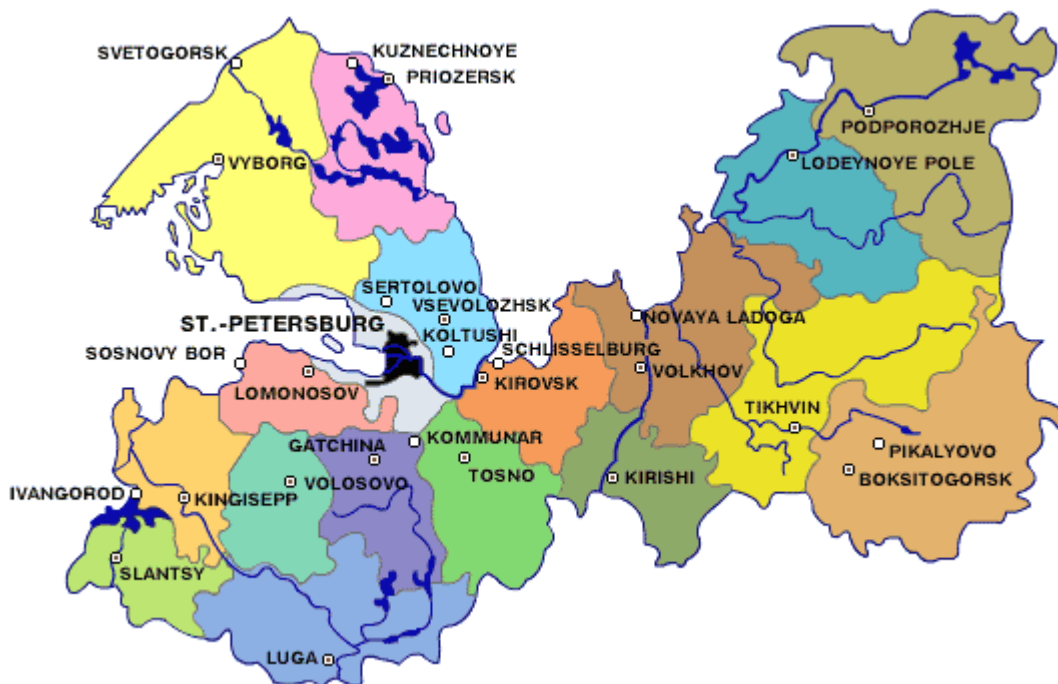 SVETOGORSK
KUZNECHNOYE
PRIOZERSK
PODPOROZHJE
VYBORG
LODEYNOYE POLE
SERTOLOVO
VSEVOLOZHSK
NOVAYA LADOGA
ST.-PETERSBURG
KOLTUSHI
SOSNOVY BOR
SCHLISSELBURG
VOLKHOV
KIROVSK
LOMONOSOV
TIKHVIN
KOMMUNAR
GATCHINA
PIKALYOVO
TOSNO
KIRISHI
BOKSITOGORSK
VOLOSOVO
IVANGOROD
KINGISEPP
SLANTSY
LUGA